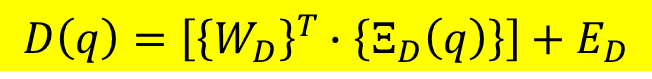 D(q) = [{W_D}^T · {Ξ_D(q)}] + E_D